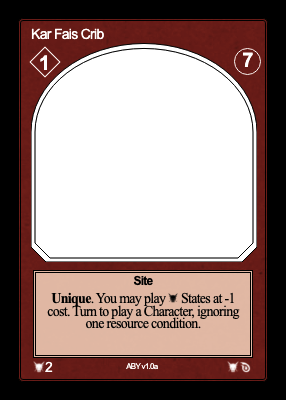 Kar Fais Crib
1
7
Site
Unique. You may play States at -1
cost. Turn to play a Character, ignoring
one resource condition.
2
ABY v1.0a